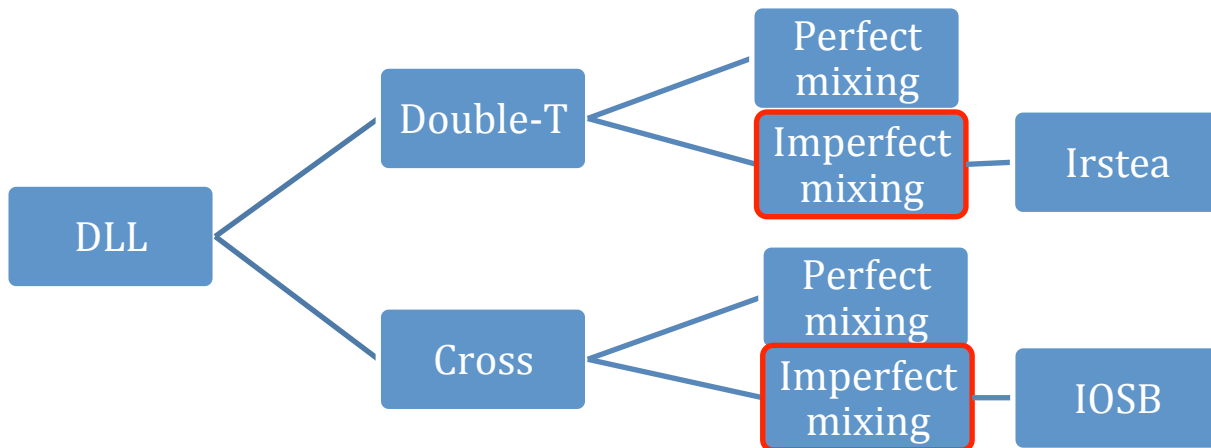 DLL
Double-T
Perfect
mixing
Imperfect
mixing
Irstea
Cross
Perfect
mixing
Imperfect
mixing
IOSB